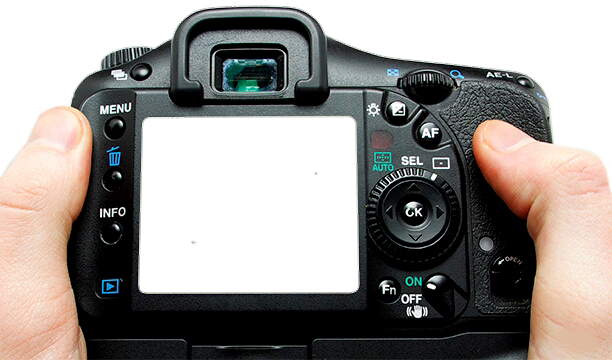 AE-L
MENU
AF
AUTO
SEL
INFO
OK
OPEN
Fn
ON
OFF